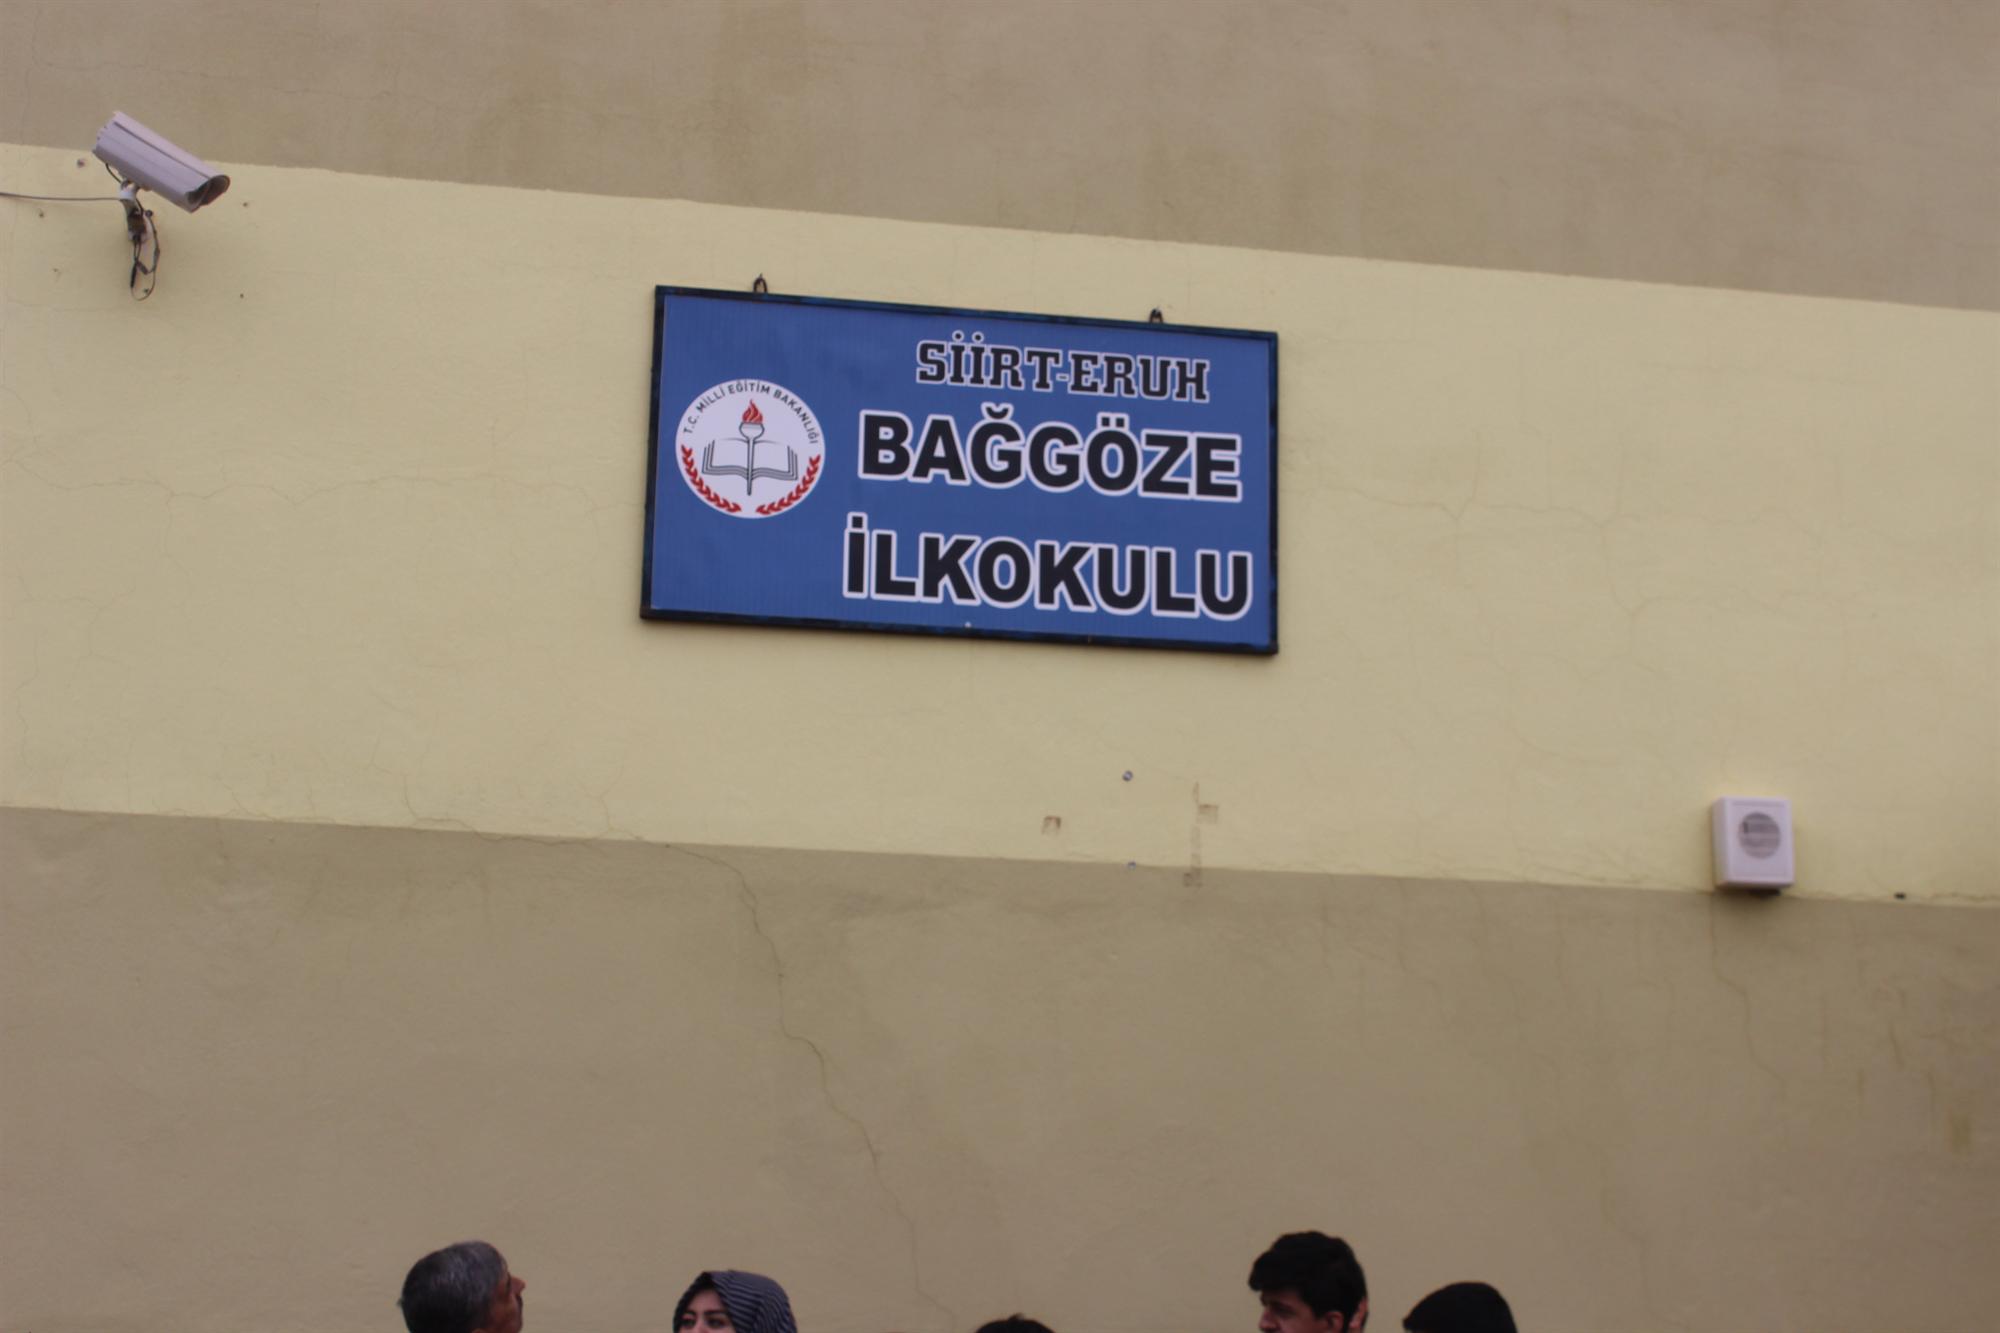 SİİRT-ERUH
T.C. MİLLİ EĞİTİM BAKANLIĞI
BAĞGÖZE
İLKOKULU